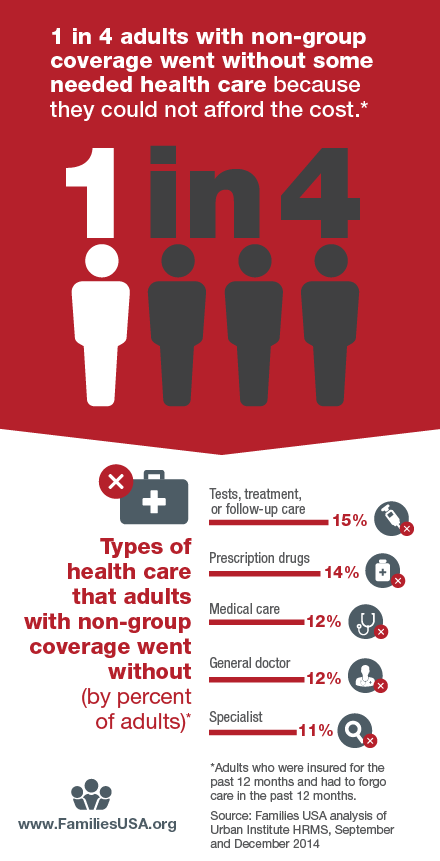 1 in 4 adults with non-group
coverage went without some
needed health care because
they could not afford the cost.*
1 in 4
Tests, treatment,
or follow-up care
15%
Types of
health care
that adults
with non-group
coverage went
without
(by percent
of adults)*
Prescription drugs
14%
Medical care
12%
General doctor
12%
Specialist
11%
*Adults who were insured for the
past 12 months and had to forgo
care in the past 12 months.
Source: Families USA analysis of
Urban Institute HRMS, September
and December 2014
www.FamiliesUSA.org